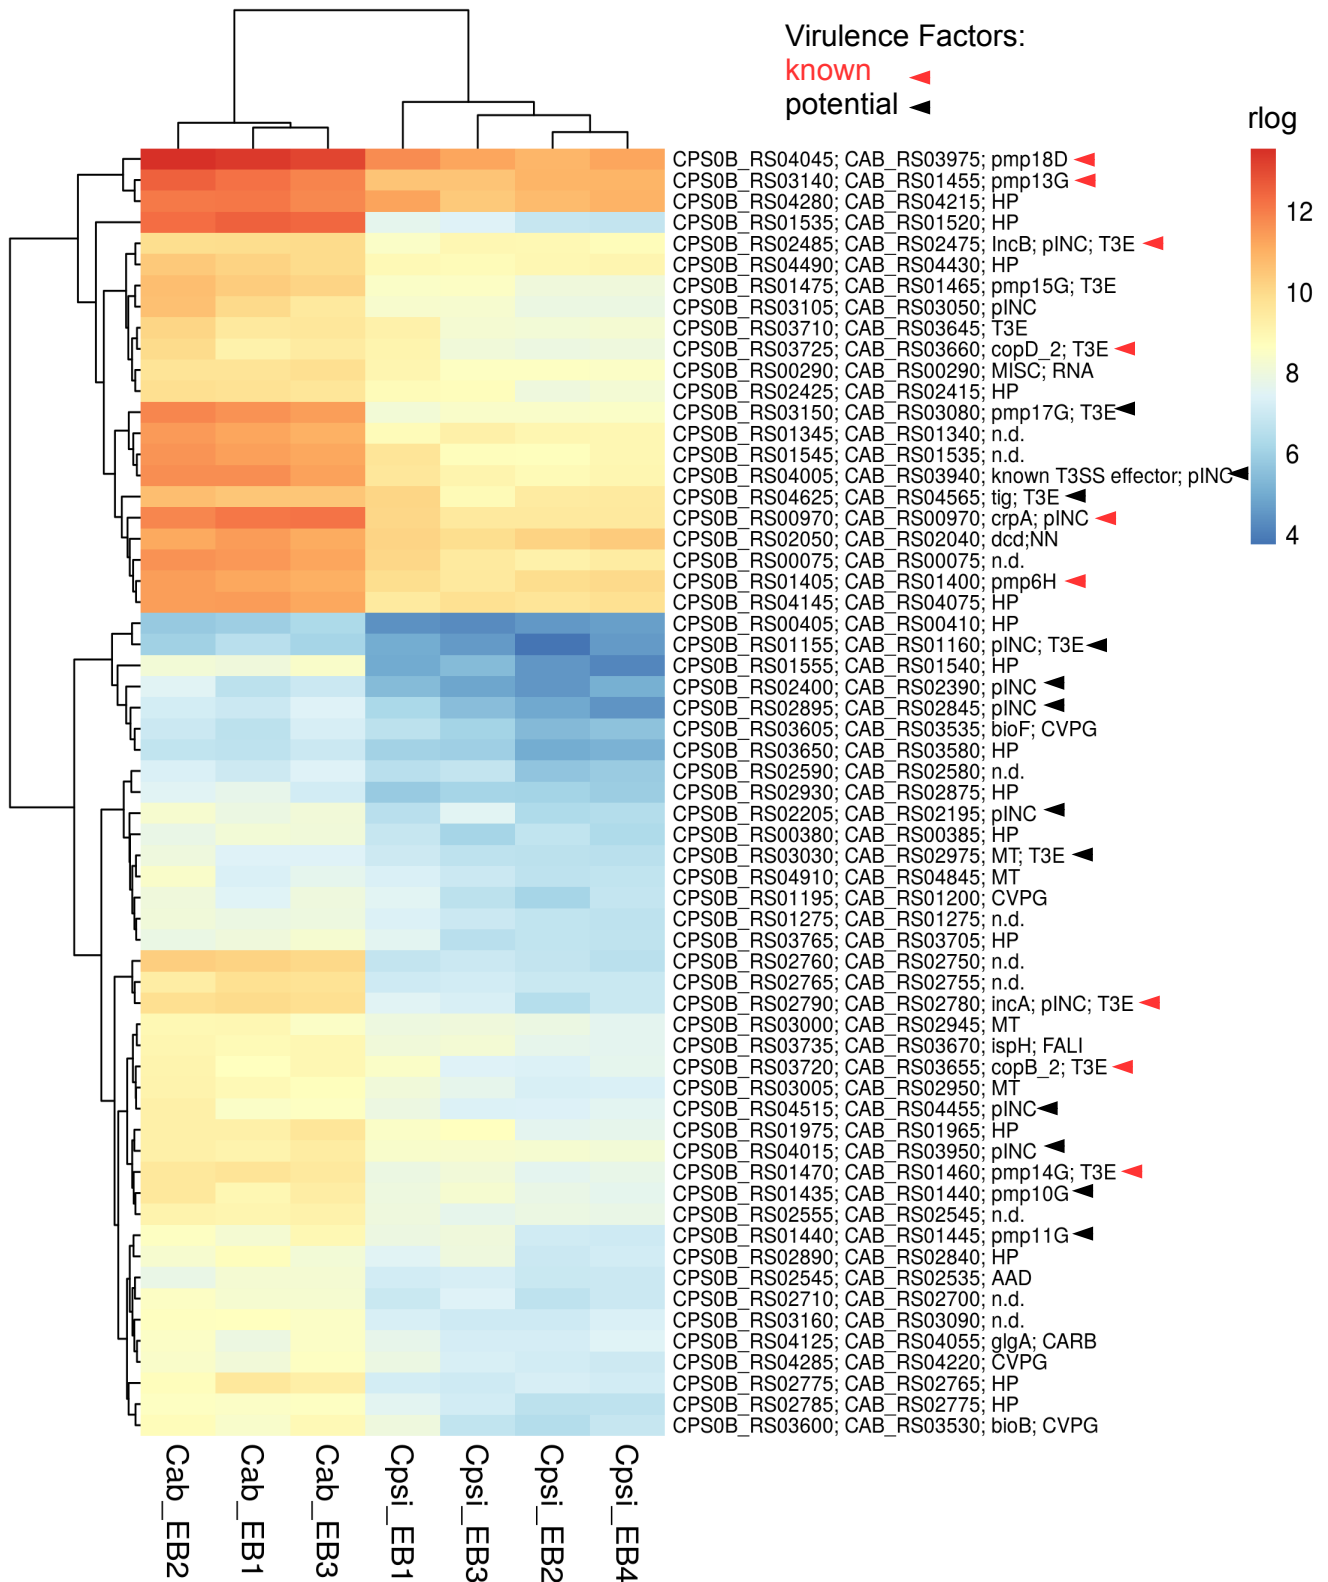 Virulence Factors:
known
potential
rlog
12
10
8
6
4
CPS0B_RS04045; CAB_RS03975; pmp18D
CPS0B_RS03140; CAB_RS01455; pmp13G
CPS0B_RS04280; CAB_RS04215; HP
CPS0B_RS01535; CAB_RS01520; HP
CPS0B_RS02485; CAB_RS02475; IncB; pINC; T3E
CPS0B_RS04490; CAB_RS04430; HP
CPS0B_RS01475; CAB_RS01465; pmp15G; T3E
CPS0B_RS03105; CAB_RS03050; pINC
CPS0B_RS03710; CAB_RS03645; T3E
CPS0B_RS03725; CAB_RS03660; copD_2; T3E
CPS0B_RS00290; CAB_RS00290; MISC; RNA
CPS0B_RS02425; CAB_RS02415; HP
CPS0B_RS03150; CAB_RS03080; pmp17G; T3E
CPS0B_RS01345; CAB_RS01340; n.d.
CPS0B_RS01545; CAB_RS01535; n.d.
CPS0B_RS04005; CAB_RS03940; known T3SS effector; pINC
CPS0B_RS04625; CAB_RS04565; tig; T3E
CPS0B_RS00970; CAB_RS00970; crpA; pINC
CPS0B_RS02050; CAB_RS02040; dcd;NN
CPS0B_RS00075; CAB_RS00075; n.d.
CPS0B_RS01405; CAB_RS01400; pmp6H
CPS0B_RS04145; CAB_RS04075; HP
CPS0B_RS00405; CAB_RS00410; HP
CPS0B_RS01155; CAB_RS01160; pINC; T3E
CPS0B_RS01555; CAB_RS01540; HP
CPS0B_RS02400; CAB_RS02390; pINC
CPS0B_RS02895; CAB_RS02845; pINC
CPS0B_RS03605; CAB_RS03535; bioF; CVPG
CPS0B_RS03650; CAB_RS03580; HP
CPS0B_RS02590; CAB_RS02580; n.d.
CPS0B_RS02930; CAB_RS02875; HP
CPS0B_RS02205; CAB_RS02195; pINC
CPS0B_RS00380; CAB_RS00385; HP
CPS0B_RS03030; CAB_RS02975; MT; T3E
CPS0B_RS04910; CAB_RS04845; MT
CPS0B_RS01195; CAB_RS01200; CVPG
CPS0B_RS01275; CAB_RS01275; n.d.
CPS0B_RS03765; CAB_RS03705; HP
CPS0B_RS02760; CAB_RS02750; n.d.
CPS0B_RS02765; CAB_RS02755; n.d.
CPS0B_RS02790; CAB_RS02780; incA; pINC; T3E
CPS0B_RS03000; CAB_RS02945; MT
CPS0B_RS03735; CAB_RS03670; ispH; FALI
CPS0B_RS03720; CAB_RS03655; copB_2; T3E
CPS0B_RS03005; CAB_RS02950; MT
CPS0B_RS04515; CAB_RS04455; pINC
CPS0B_RS01975; CAB_RS01965; HP
CPS0B_RS04015; CAB_RS03950; pINC
CPS0B_RS01470; CAB_RS01460; pmp14G; T3E
CPS0B_RS01435; CAB_RS01440; pmp10G
CPS0B_RS02555; CAB_RS02545; n.d.
CPS0B_RS01440; CAB_RS01445; pmp11G
CPS0B_RS02890; CAB_RS02840; HP
CPS0B_RS02545; CAB_RS02535; AAD
CPS0B_RS02710; CAB_RS02700; n.d.
CPS0B_RS03160; CAB_RS03090; n.d.
CPS0B_RS04125; CAB_RS04055; glgA; CARB
CPS0B_RS04285; CAB_RS04220; CVPG
CPS0B_RS02775; CAB_RS02765; HP
CPS0B_RS02785; CAB_RS02775; HP
CPS0B_RS03600; CAB_RS03530; bioB; CVPG
Cab_EB2
Cab_EB1
Cab_EB3
Cpsi_EB1
Cpsi_EB3
Cpsi_EB2
Cpsi_EB4